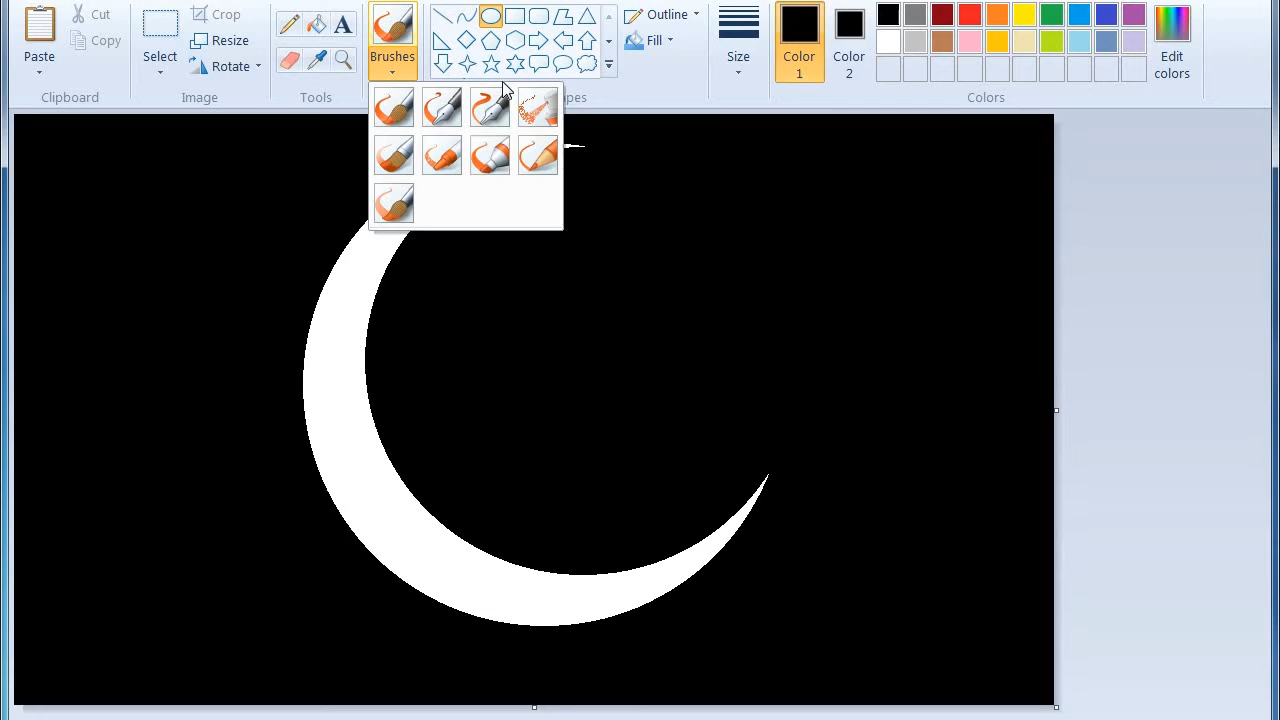 Paste
Cut
Copy
Clipboard
Select
Crop
Resize
Rotate
Image
A
Tools
Brushes
Outline
Fill
apes
Size
Color
1
Color
2
Colors
Edit
colors